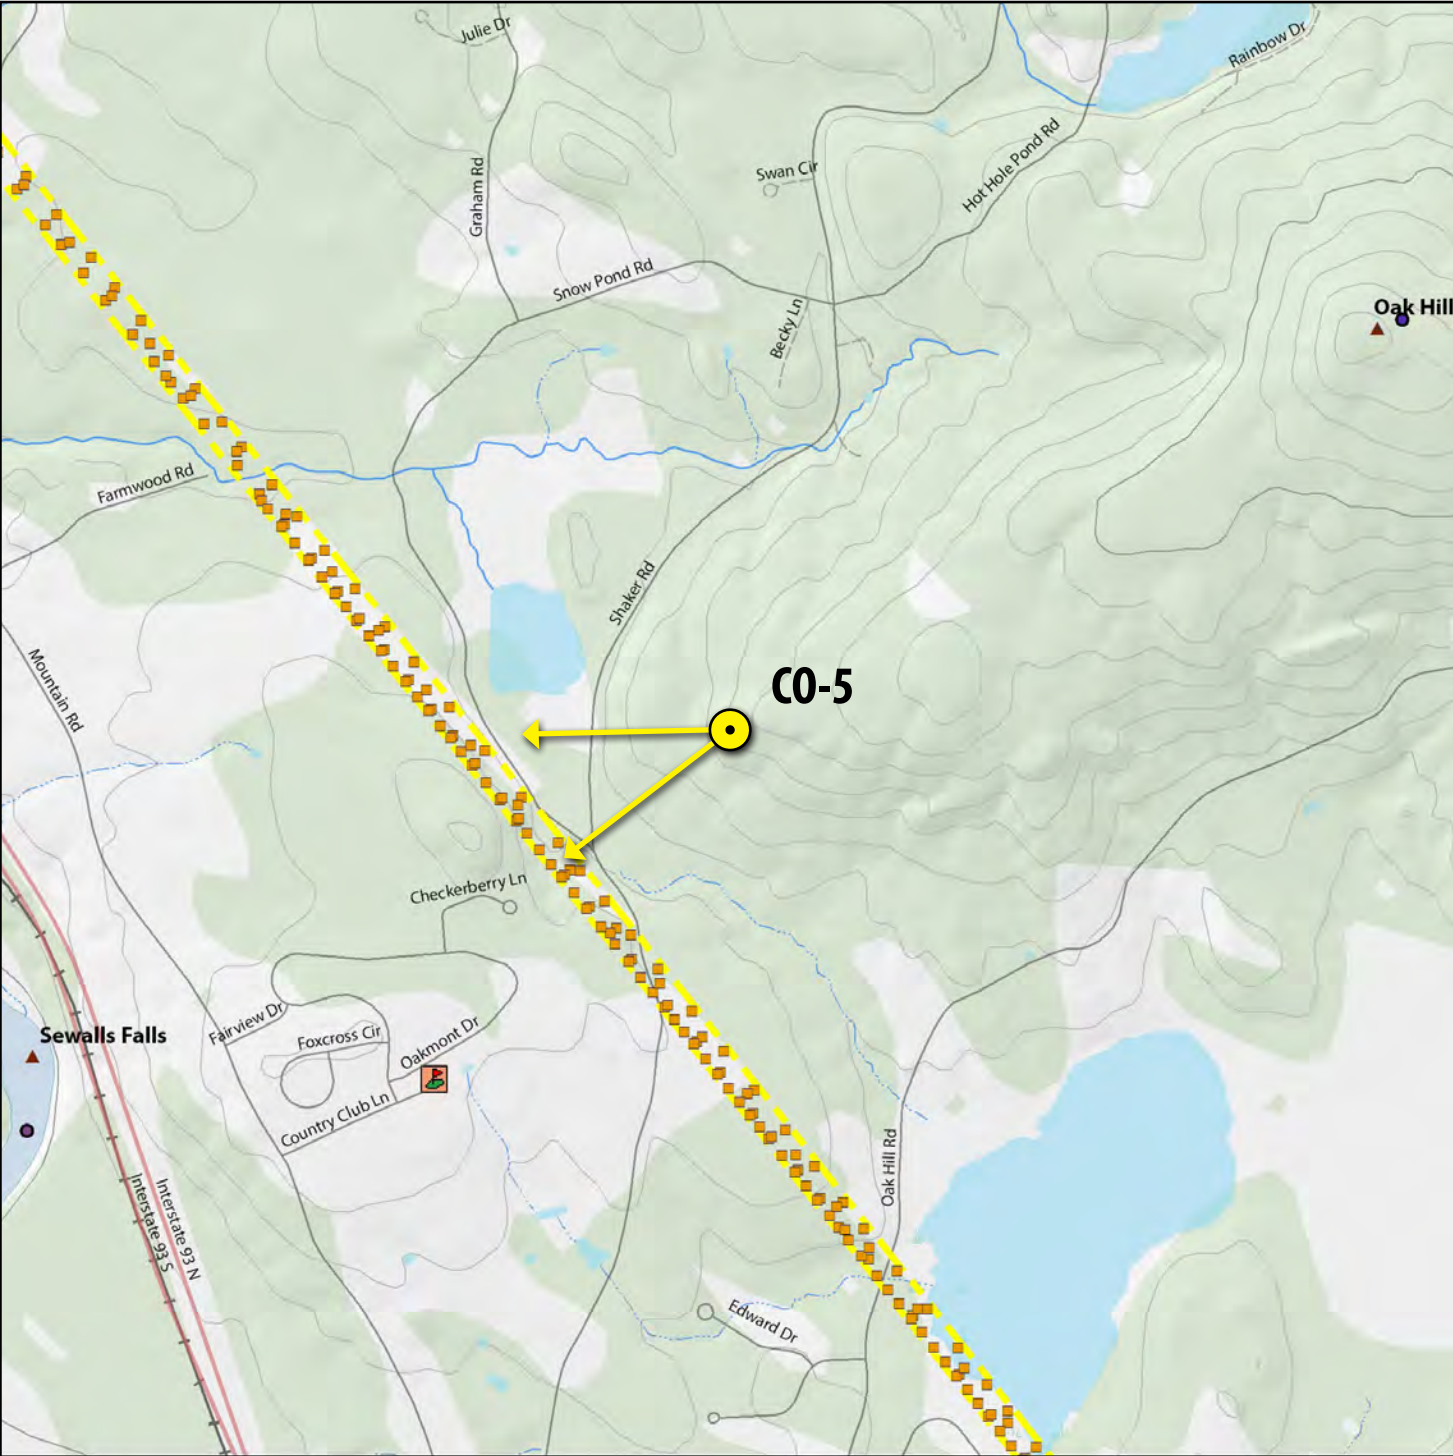 Julie Dr
Rainbow Dr
Graham Rd
Swan Cir
Hot Hole Pond Rd
Snow Pond Rd
Becky Ln
Oak Hill
Farmwood Rd
Shaker Rd
Mountain Rd
CO-5
Checkerberry Ln
Fairview Dr
Foxcross Cir
Oakmont Dr
Sewalls Falls
Country Club Ln
Oak Hill Rd
Interstate 93 S
Interstate 93 N
Edward Dr